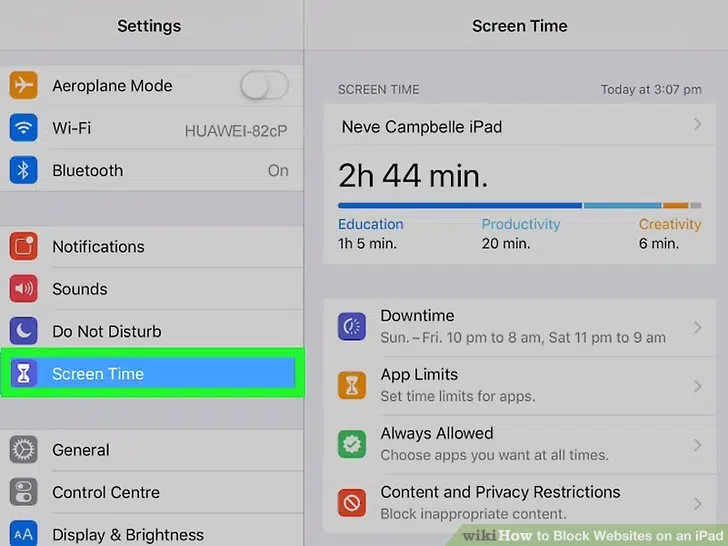 Settings
Aeroplane Mode
Wi-Fi HUAWEI-82cP
Bluetooth On
Notifications
Sounds
Do Not Disturb
Screen Time
General
Control Centre
AA Display & Brightness
Screen Time
SCREEN TIME Today at 3:07 pm
Neve Campbelle iPad
2h 44 min.
Education Productivity Creativity
1h 5 min. 20 min. 6 min.
Downtime
Sun. – Fri. 10 pm to 8 am, Sat 11 pm to 9 am
App Limits
Set time limits for apps.
Always Allowed
Choose apps you want at all times.
Content and Privacy Restrictions
Block inappropriate content.
wikiHow to Block Websites on an iPad